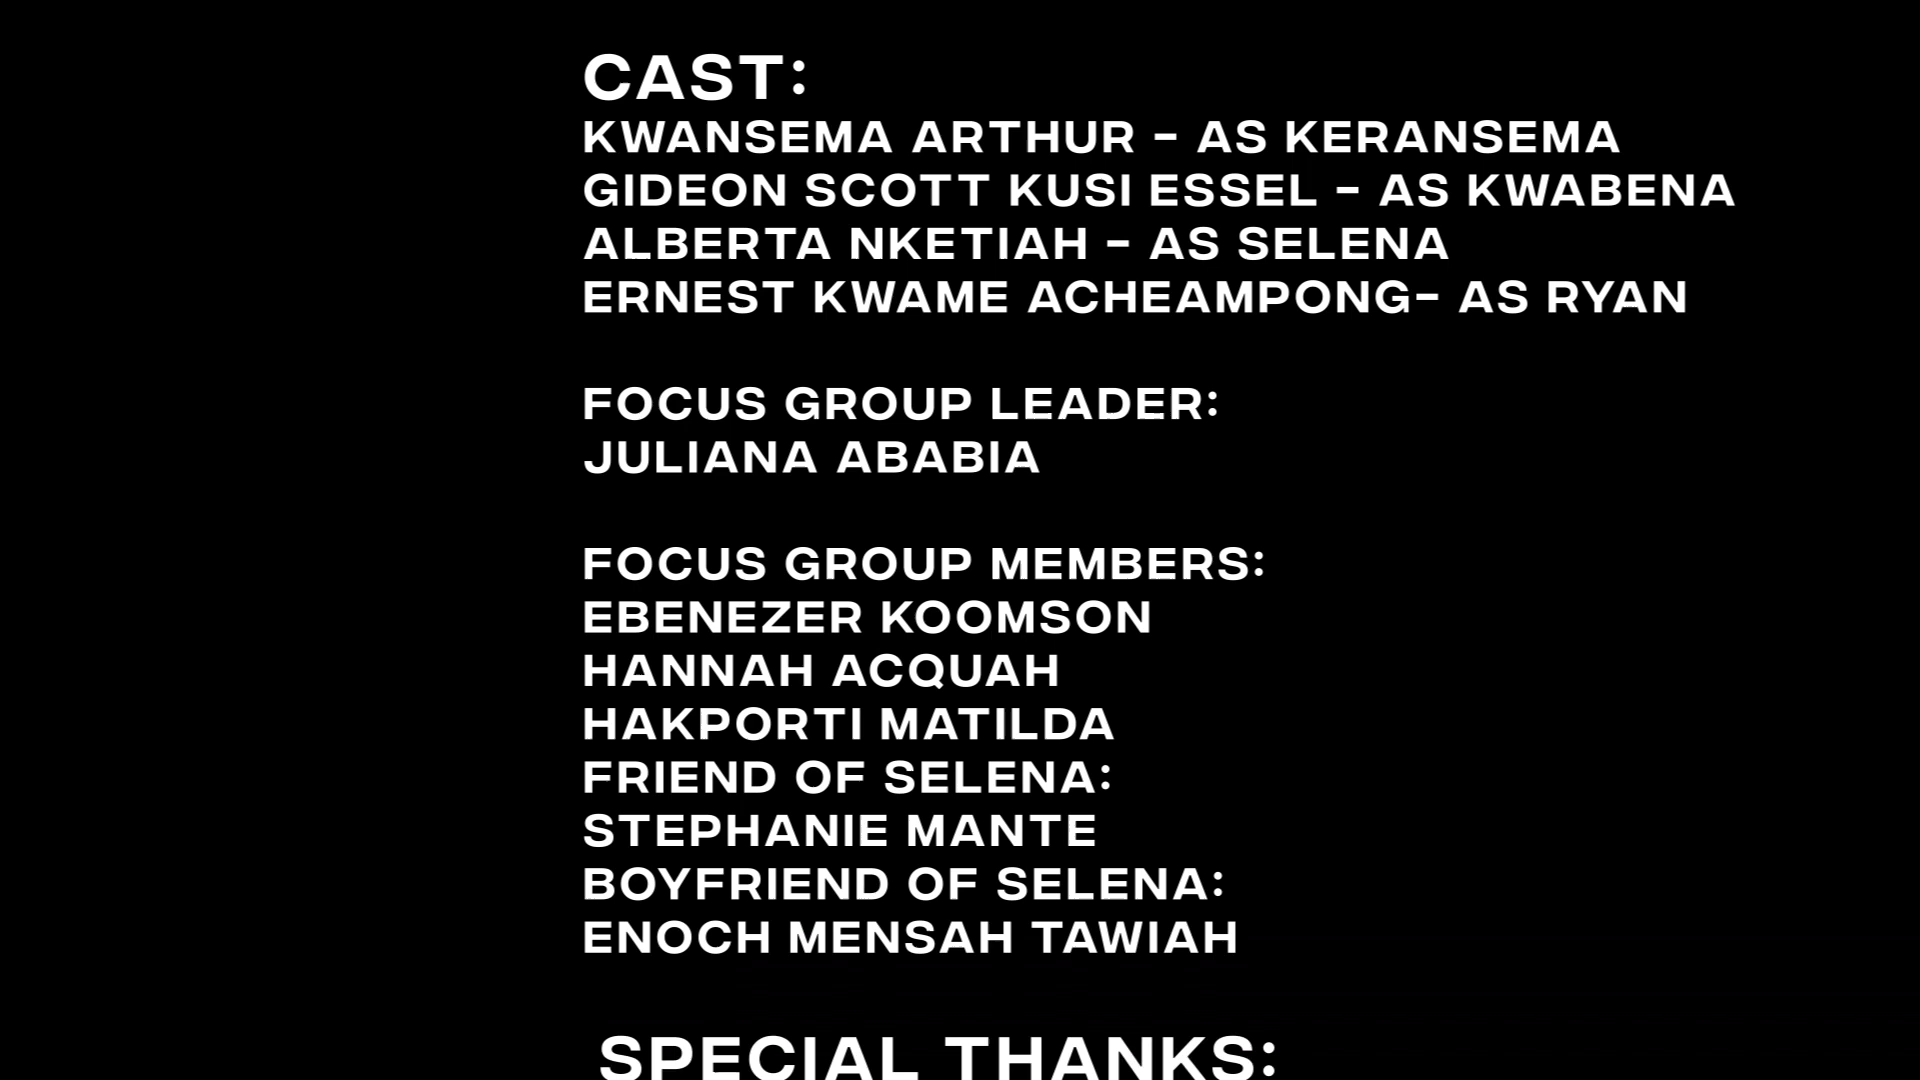 CAST:
KWANSEMA ARTHUR - AS KERANSEMA
GIDEON SCOTT KUSI ESSEL - AS KWABENA
ALBERTA NKETIAH - AS SELENA
ERNEST KWAME ACHEAMPONG- AS RYAN
FOCUS GROUP LEADER:
JULIANA ABABIA
FOCUS GROUP MEMBERS:
EBENEZER KOOMSON
HANNAH ACQUAH
HAKPORTI MATILDA
FRIEND OF SELENA:
STEPHANIE MANTE
BOYFRIEND OF SELENA:
ENOCH MENSAH TAWIAH
SPECIAL THANKS: